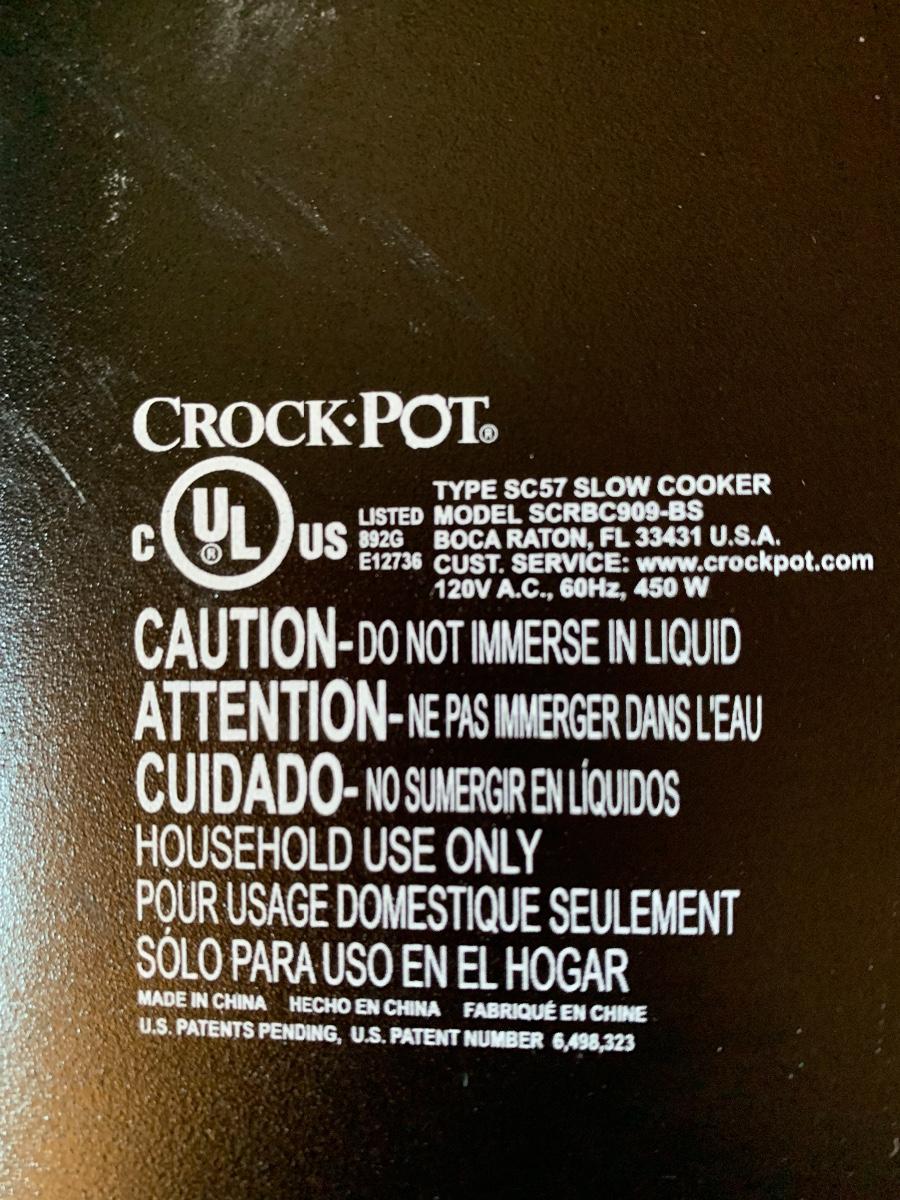 CROCK•POT®
C UL® US
LISTED
892G
E12736
TYPE SC57 SLOW COOKER
MODEL SCRBC909-BS
BOCA RATON, FL 33431 U.S.A.
CUST. SERVICE: www.crockpot.com
120V A.C., 60Hz, 450 W
CAUTION-DO NOT IMMERSE IN LIQUID
ATTENTION-NE PAS IMMERGER DANS L'EAU
CUIDADO-NO SUMERGIR EN LÍQUIDOS
HOUSEHOLD USE ONLY
POUR USAGE DOMESTIQUE SEULEMENT
SÓLO PARA USO EN EL HOGAR
MADE IN CHINA HECHO EN CHINA FABRIQUÉ EN CHINE
U.S. PATENTS PENDING, U.S. PATENT NUMBER 6,498,323